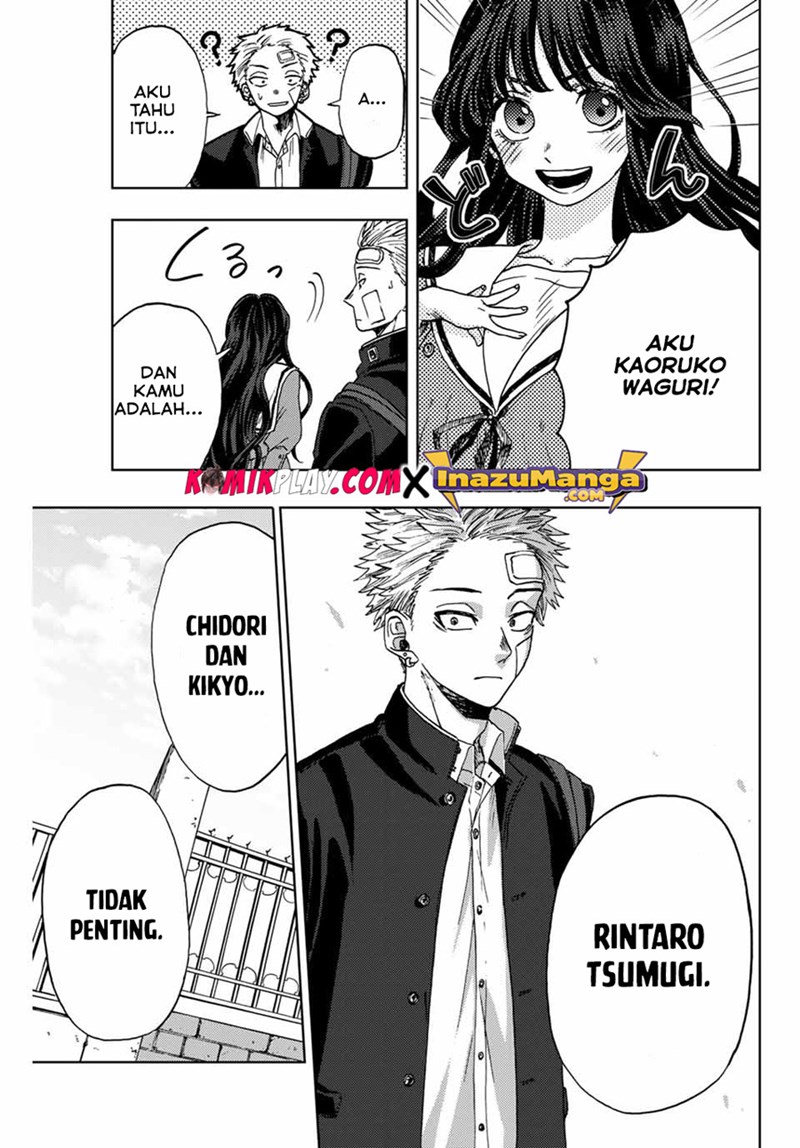 どん
AKU
KAORUKO
WAGURI!
?
?
A...
AKU
TAHU
ITU...
くるっ
DAN
KAMU
ADALAH...
KOMIKPLAY.COM X INAZUMANGA
.COM
RINTARO
TSUMUGI.
CHIDORI
DAN
KIKYO...
TIDAK
PENTING.